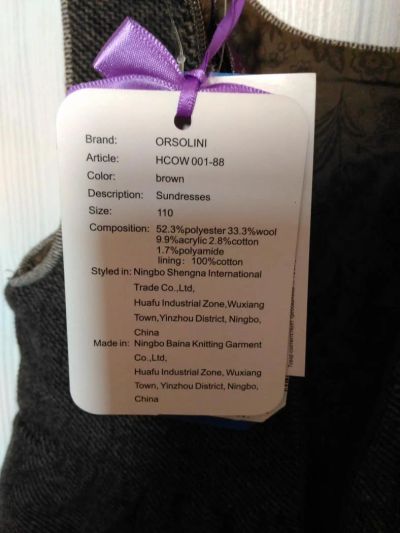 Brand: ORSOLINI
Article: HCOW 001-88
Color: brown
Description: Sundresses
Size: 110
Composition: 52.3%polyester 33.3%wool
9.9%acrylic 2.8%cotton
1.7%polyamide
lining: 100%cotton
Styled in: Ningbo Shengna International
Trade Co.,Ltd,
Huafu Industrial Zone,Wuxiang
Town,Yinzhou District, Ningbo,
China
Made in: Ningbo Baina Knitting Garment
Co.,Ltd,
Huafu Industrial Zone, Wuxiang
Town, Yinzhou District, Ningbo,
China